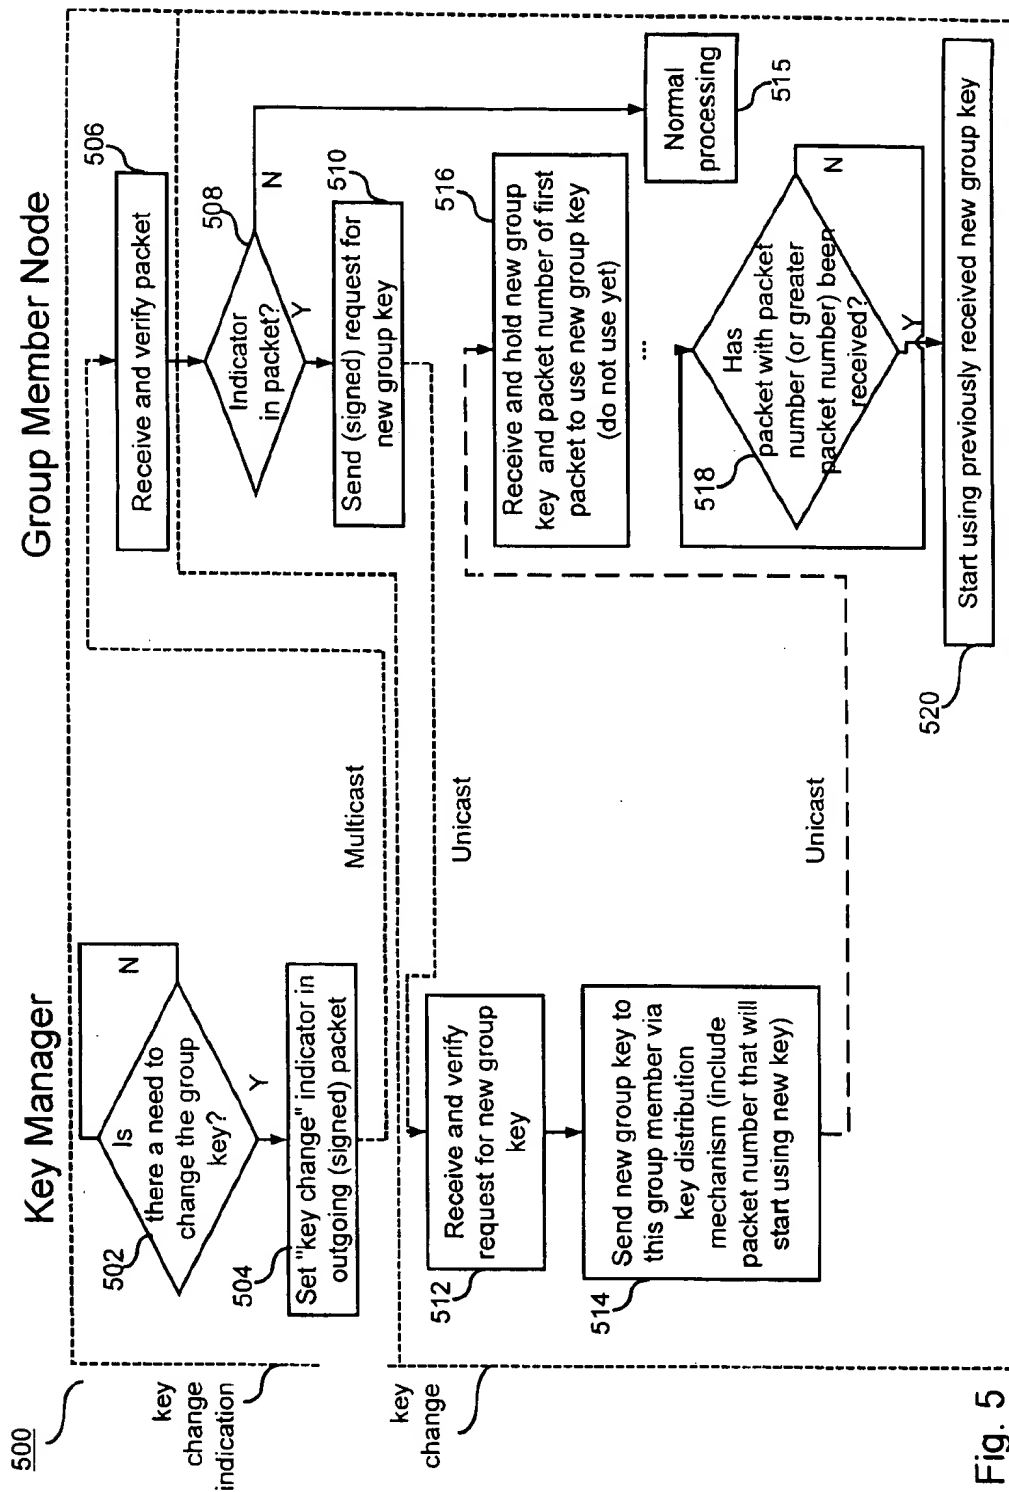 500
Key Manager
Group Member Node
key
change
indication
502
Is
there a need to
change the group
key?
N
Y
504
Set "key change" indicator in
outgoing (signed) packet
Multicast
506
Receive and verify packet
508
Indicator
in packet?
N
Y
510
Send (signed) request for
new group key
Unicast
key
change
512
Receive and verify
request for new group
key
514
Send new group key to
this group member via
key distribution
mechanism (include
packet number that will
start using new key)
Unicast
Normal
processing
515
516
Receive and hold new group
key and packet number of first
packet to use new group key
(do not use yet)
...
518
Has
packet with packet
number (or greater
packet number) been
received?
N
Y
520
Start using previously received new group key
Fig. 5